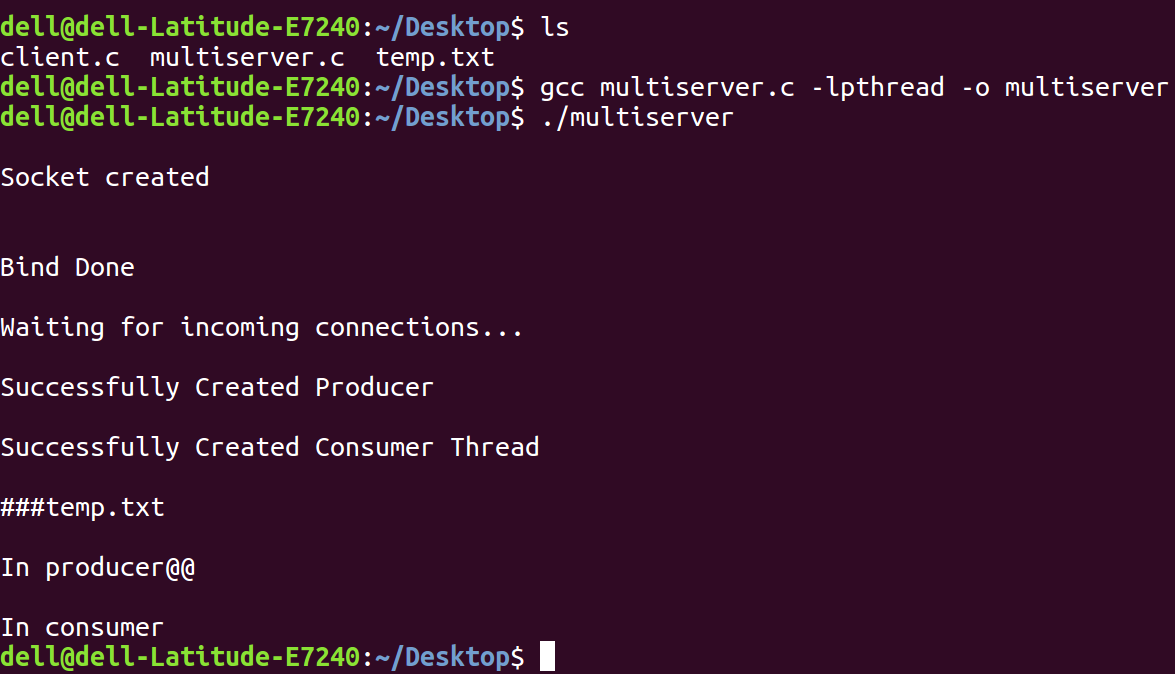 dell@dell-Latitude-E7240:~/Desktop$ ls
client.c  multiserver.c  temp.txt
dell@dell-Latitude-E7240:~/Desktop$ gcc multiserver.c -lpthread -o multiserver
dell@dell-Latitude-E7240:~/Desktop$ ./multiserver
Socket created
Bind Done
Waiting for incoming connections...
Successfully Created Producer
Successfully Created Consumer Thread
###temp.txt
In producer@@
In consumer
dell@dell-Latitude-E7240:~/Desktop$